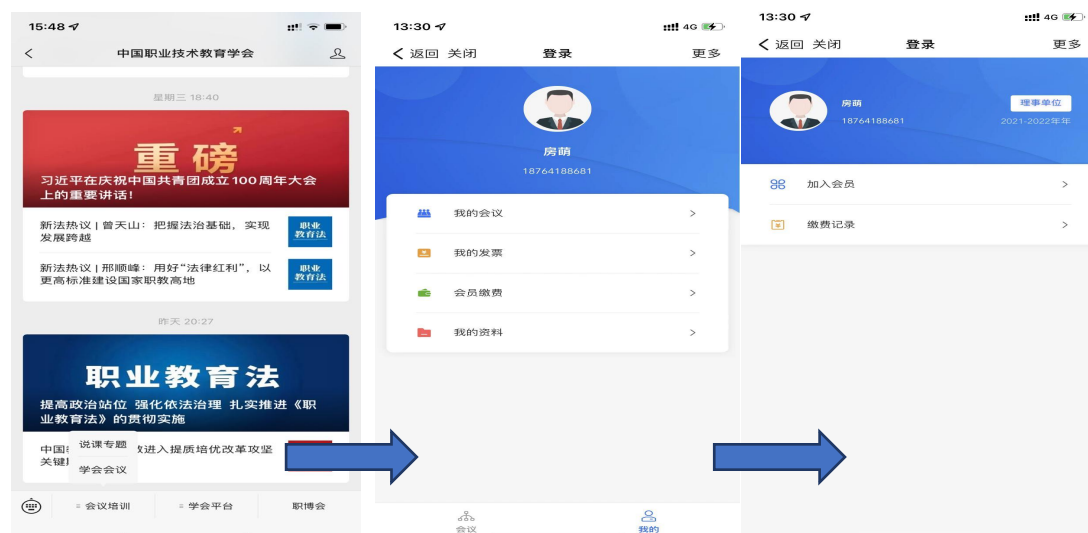 15:48
中国职业技术教育学会
星期三 18:40
重磅
习近平在庆祝中国共青团成立100周年大会
上的重要讲话!
新法热议 | 曾天山：把握法治基础，实现
发展跨越
职业
教育法
新法热议 | 邢顺峰：用好“法律红利”，以
更高标准建设国家职教高地
职业
教育法
昨天 20:27
职业教育法
提高政治站位 强化依法治理 扎实推进《职
业教育法》的贯彻实施
进入提质培优改革攻坚
中国
关键
说课专题
学会会议
会议培训
学会平台
职博会
13:30
4G
返回 关闭
登录
更多
房萌
18764188681
我的会议
我的发票
会员缴费
我的资料
会议
我的
13:30
4G
返回 关闭
登录
更多
房萌
18764188681
理事单位
2021-2022年年
加入会员
缴费记录